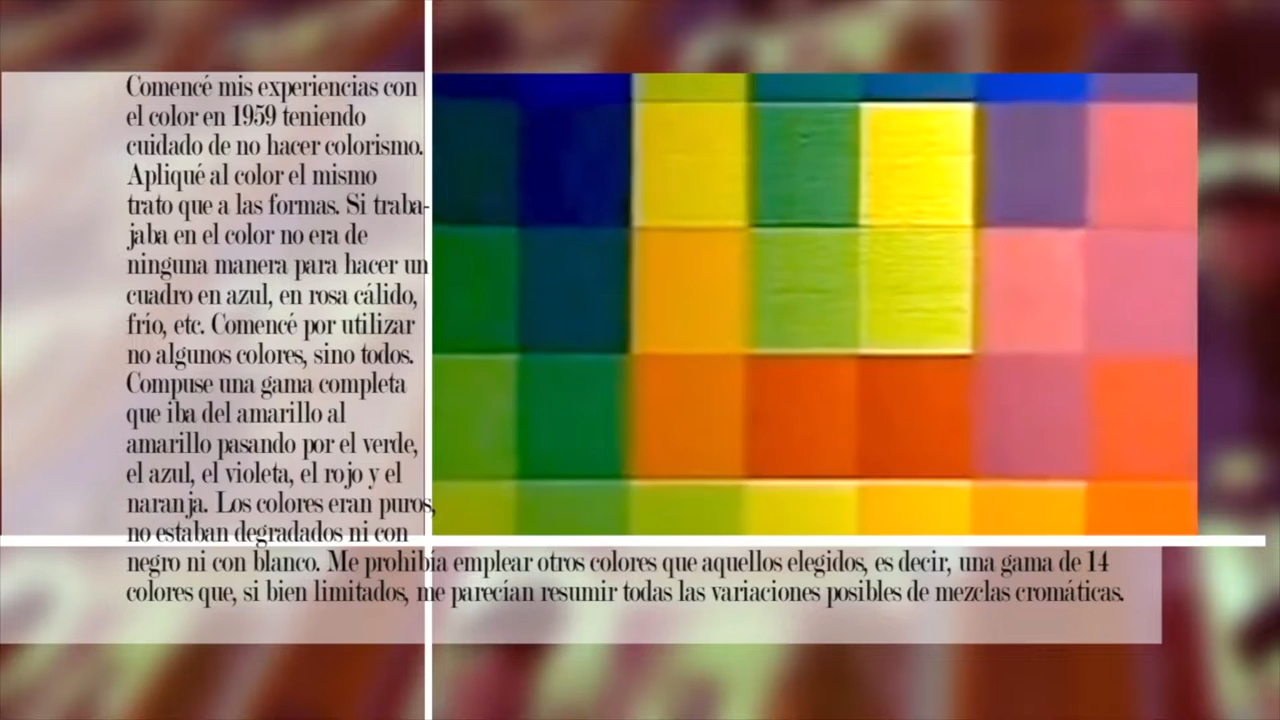 Comencé mis experiencias con
el color en 1959 teniendo
cuidado de no hacer colorismo.
Apliqué al color el mismo
trato que a las formas. Si traba-
jaba en el color no era de
ninguna manera para hacer un
cuadro en azul, en rosa cálido,
frío, etc. Comencé por utilizar
no algunos colores, sino todos.
Compuse una gama completa
que iba del amarillo al
amarillo pasando por el verde,
el azul, el violeta, el rojo y el
naranja. Los colores eran puros,
no estaban degradados ni con
negro ni con blanco. Me prohibía emplear otros colores que aquellos elegidos, es decir, una gama de 14
colores que, si bien limitados, me parecían resumir todas las variaciones posibles de mezclas cromáticas.